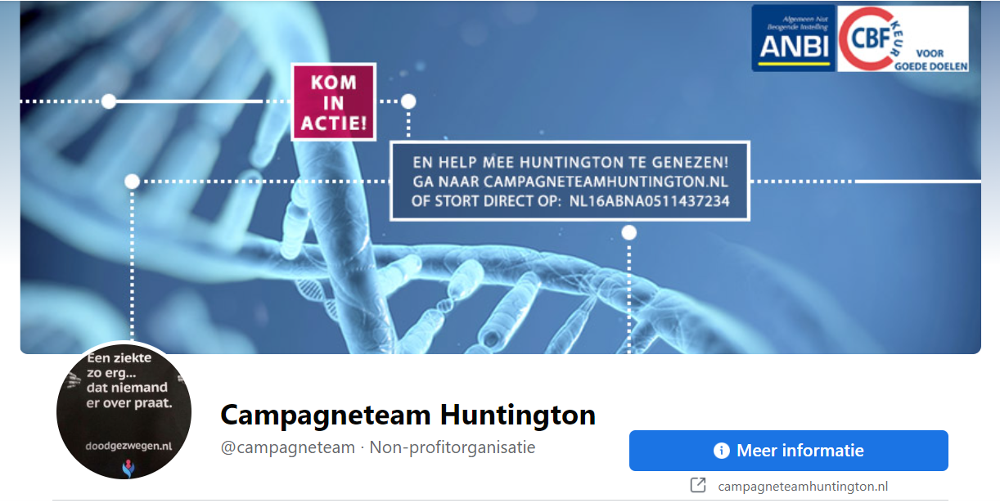 Algemeen Nut
Beogende Instelling
ANBI
CBF
KEUR
VOOR
GOEDE DOELEN
KOM
IN
ACTIE!
EN HELP MEE HUNTINGTON TE GENEZEN!
GA NAAR CAMPAGNETEAMHUNTINGTON.NL
OF STORT DIRECT OP: NL16ABNA0511437234
Een ziekte
zo erg...
dat niemand
er over praat.
doodgezwegen.nl
Campagneteam Huntington
@campagneteam · Non-profitorganisatie
Meer informatie
campagneteamhuntington.nl